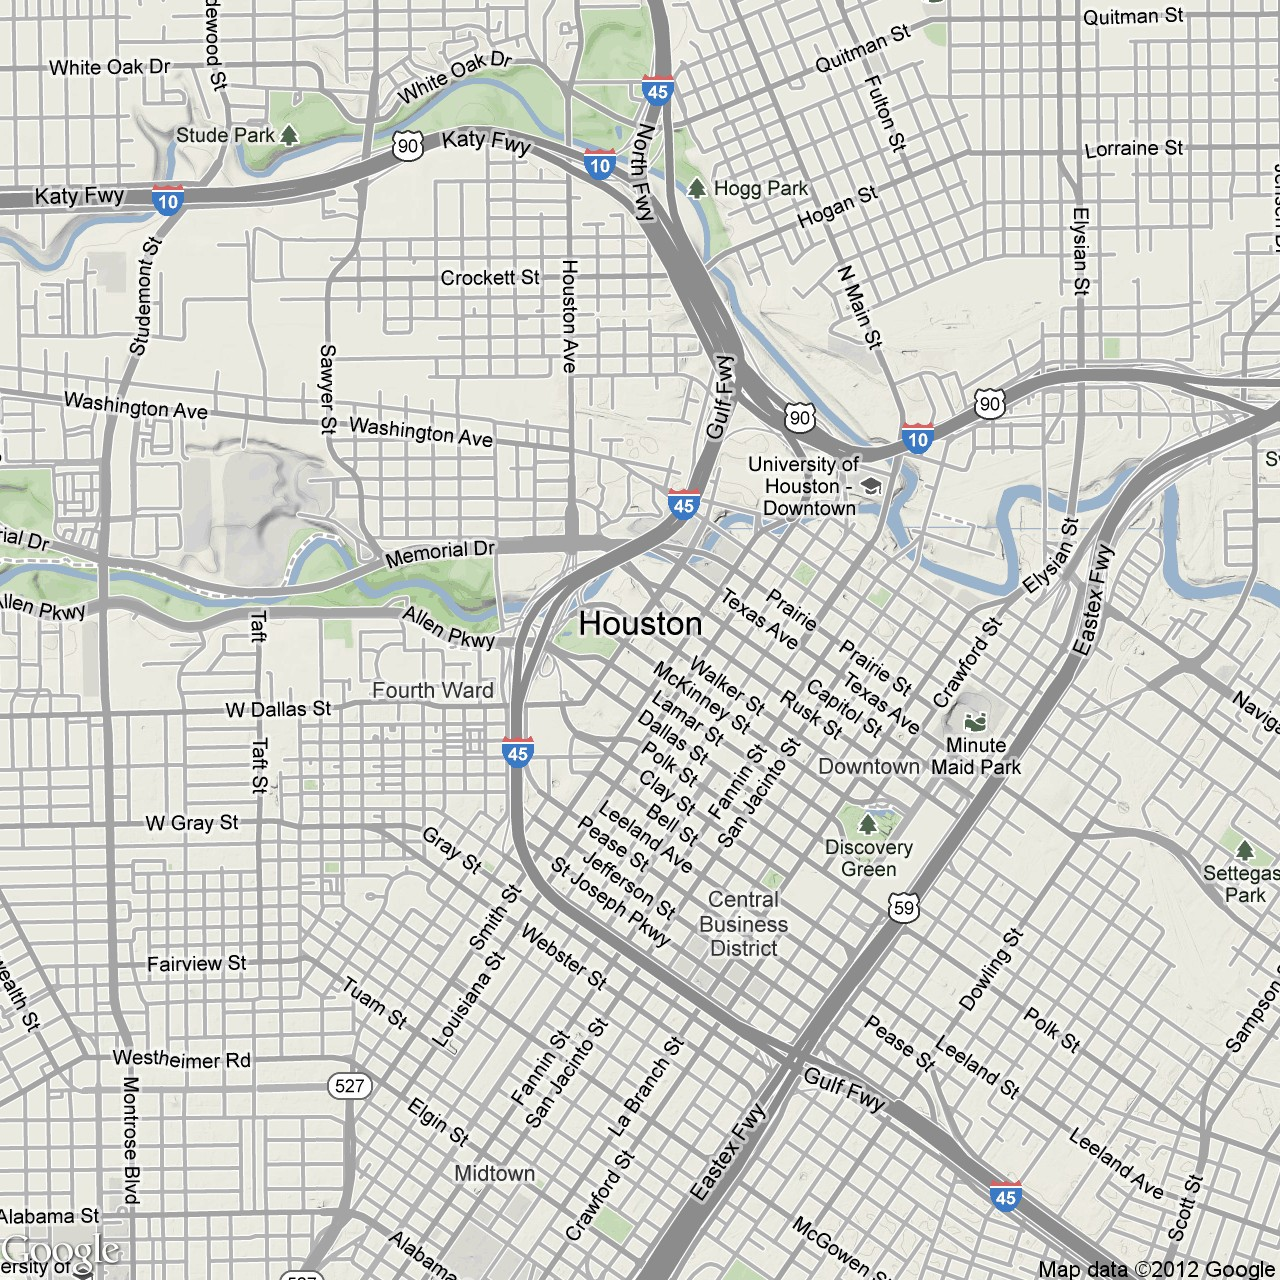 Quitman St
Quitman St
White Oak Dr
White Oak Dr
45
Fulton St
Stude Park
90
Katy Fwy
North Fwy
10
Lorraine St
Katy Fwy
10
Hogg Park
Hogan St
Elysian St
Studemont St
Crockett St
Houston Ave
N Main St
Sawyer St
Gulf Fwy
Washington Ave
Washington Ave
90
90
10
University of
Houston -
Downtown
45
Memorial Dr
Elysian St
Eastex Fwy
Allen Pkwy
Taft
Houston
Prairie
Texas Ave
Crawford St
Prairie St
Texas Ave
Capitol St
Rusk St
Walker St
McKinney St
Lamar St
Dallas St
Polk St
Clay St
Bell St
Leeland Ave
Pease St
Jefferson St
St Joseph Pkwy
Fourth Ward
W Dallas St
Taft St
45
Fannin St
San Jacinto St
Downtown
Minute
Maid Park
W Gray St
Gray St
Discovery
Green
Park
Central
Business
District
59
Smith St
Webster St
Louisiana St
Fairview St
Tuam St
Dowling St
Polk St
Pease St
Leeland St
Westheimer Rd
527
Montrose Blvd
Fannin St
San Jacinto St
La Branch St
Gulf Fwy
Eastex Fwy
Elgin St
Midtown
Crawford St
Leeland Ave
Scott St
45
Alabama St
Alabama
McGowen St
Google
Map data ©2012 Google